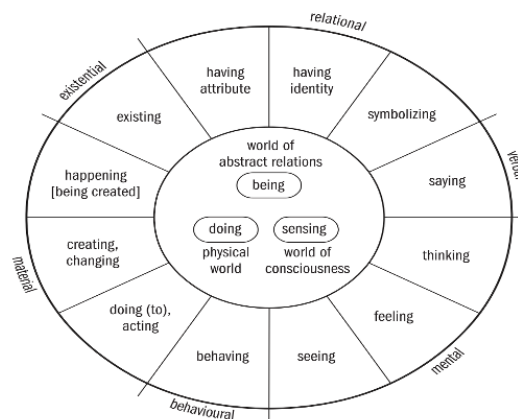 relational
having
attribute
having
identity
existential
existing
symbolizing
world of
abstract relations
being
verbal
happening
[being created]
saying
doing
sensing
physical
world
world of
consciousness
creating,
changing
thinking
material
doing (to),
acting
feeling
behaving
seeing
mental
behavioural